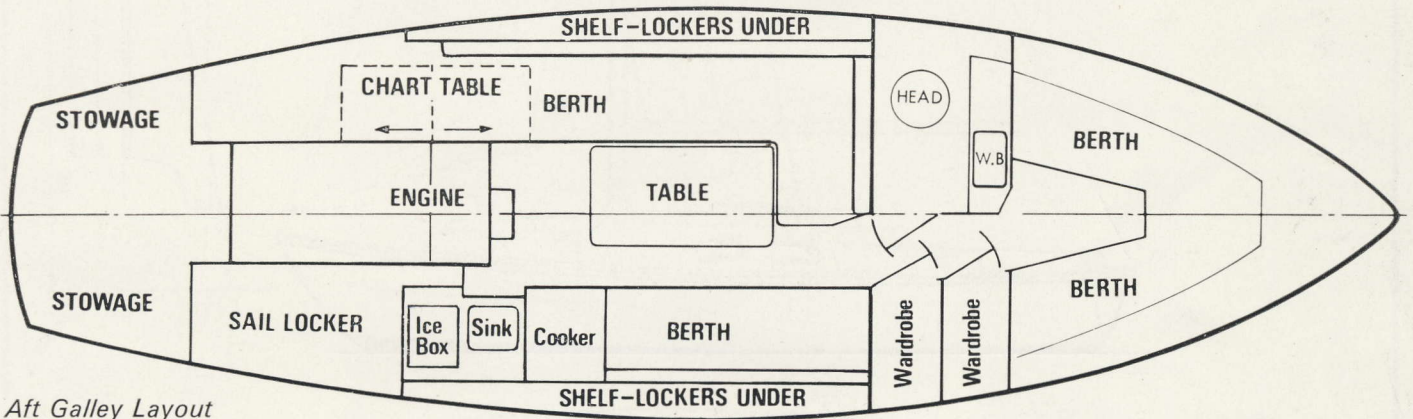 SHELF-LOCKERS UNDER
STOWAGE
CHART TABLE
BERTH
HEAD
BERTH
W.B
ENGINE
TABLE
STOWAGE
SAIL LOCKER
Ice
Box
Sink
Cooker
BERTH
Wardrobe
Wardrobe
BERTH
SHELF-LOCKERS UNDER
Aft Galley Layout